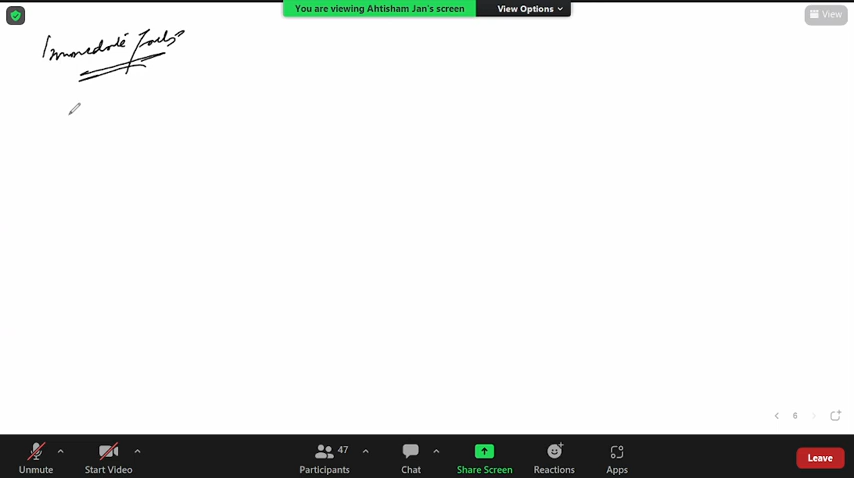 You are viewing Ahtisham Jan's screen View Options
View
Immediate
6
47
Unmute Start Video Participants Chat Share Screen Reactions Apps Leave